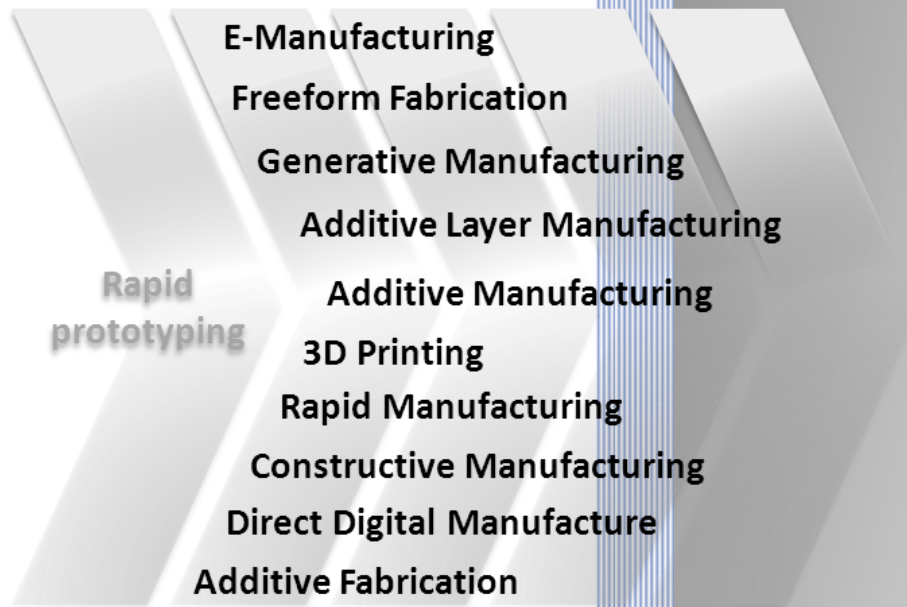 E-Manufacturing
Freeform Fabrication
Generative Manufacturing
Additive Layer Manufacturing
Rapid
prototyping
Additive Manufacturing
3D Printing
Rapid Manufacturing
Constructive Manufacturing
Direct Digital Manufacture
Additive Fabrication